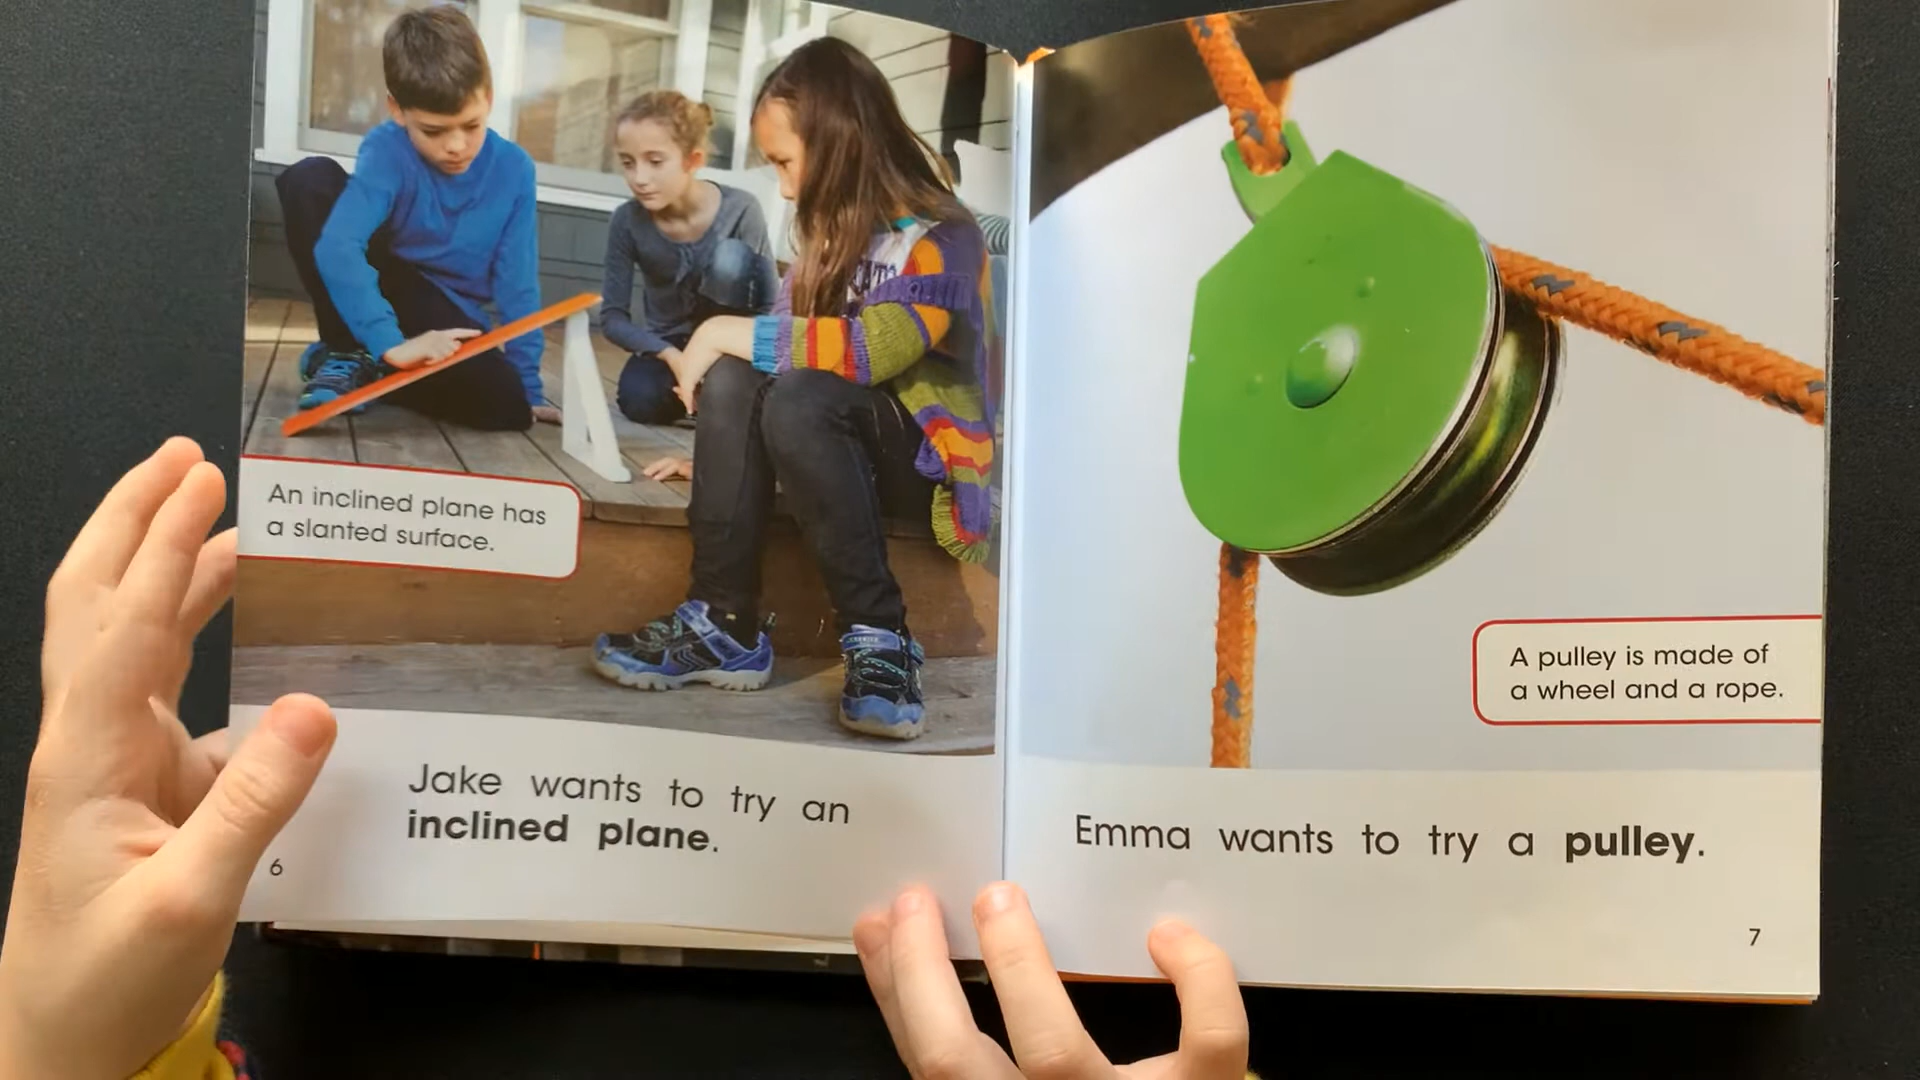 An inclined plane has
a slanted surface.
Jake wants to try an
inclined plane.
6
A pulley is made of
a wheel and a rope.
Emma wants to try a pulley.
7